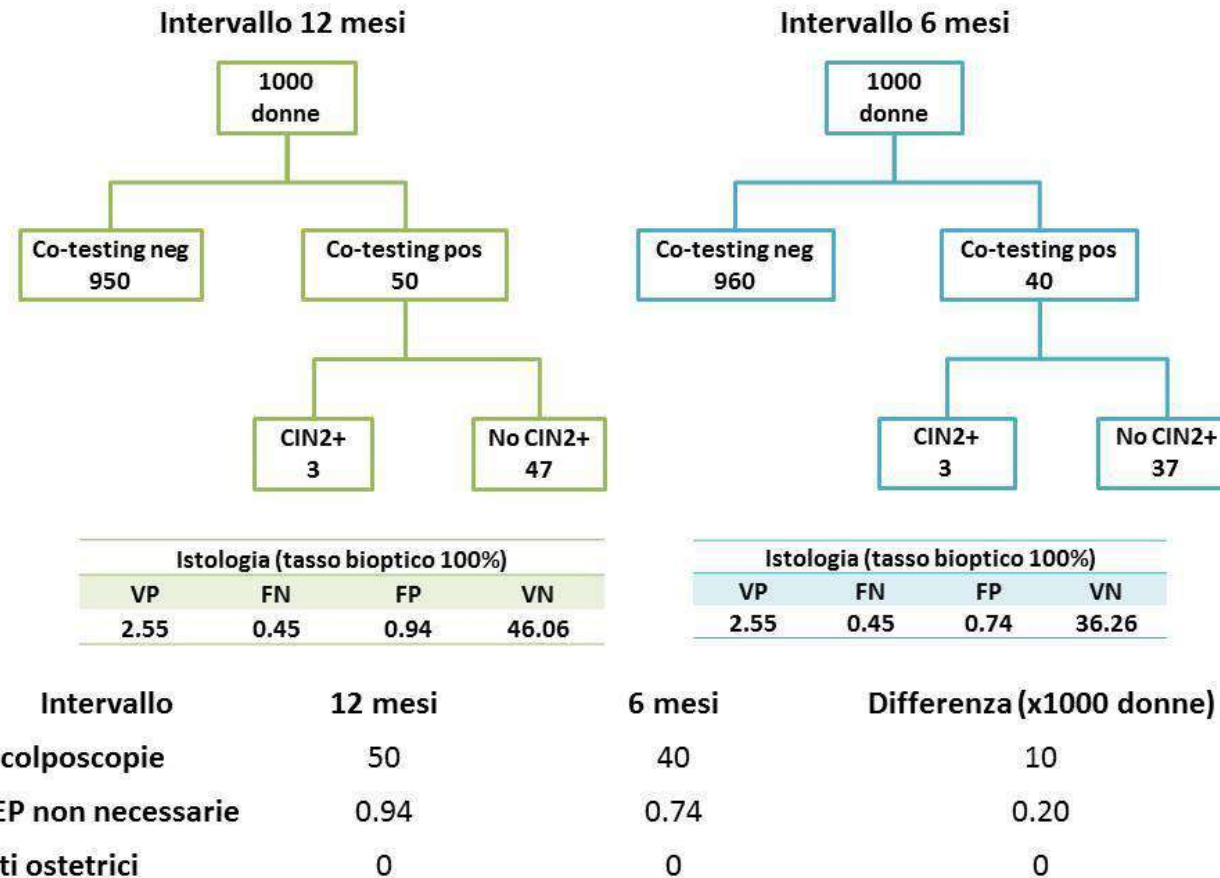 Intervallo 12 mesi
Intervallo 6 mesi
1000
donne
1000
donne
Co-testing neg
950
Co-testing pos
50
Co-testing neg
960
Co-testing pos
40
CIN2+
3
No CIN2+
47
CIN2+
3
No CIN2+
37
Istologia (tasso bioptico 100%)
VP FN FP VN
2.55 0.45 0.94 46.06
Istologia (tasso bioptico 100%)
VP FN FP VN
2.55 0.45 0.74 36.26
Intervallo 12 mesi 6 mesi Differenza (x1000 donne)
colposcopie 50 40 10
EP non necessarie 0.94 0.74 0.20
ti ostetrici 0 0 0